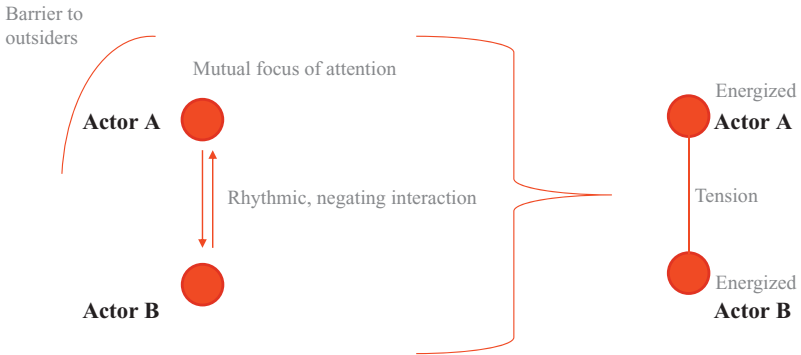 Barrier to
outsiders
Mutual focus of attention
Actor A
Rhythmic, negating interaction
Actor B
Energized
Actor A
Tension
Energized
Actor B